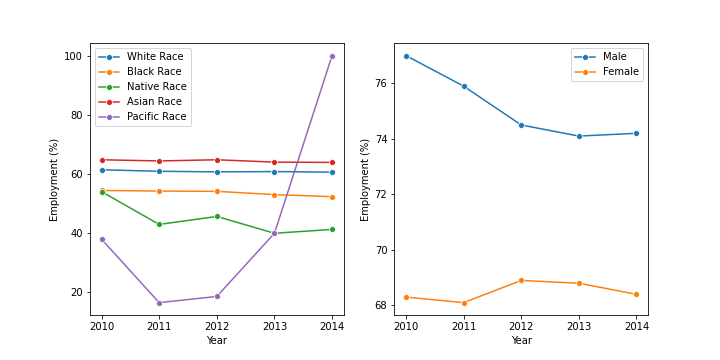 White Race
Black Race
Native Race
Asian Race
Pacific Race
100
80
60
40
20
Employment (%)
2010 2011 2012 2013 2014
Year
Male
Female
76
74
72
70
68
Employment (%)
2010 2011 2012 2013 2014
Year